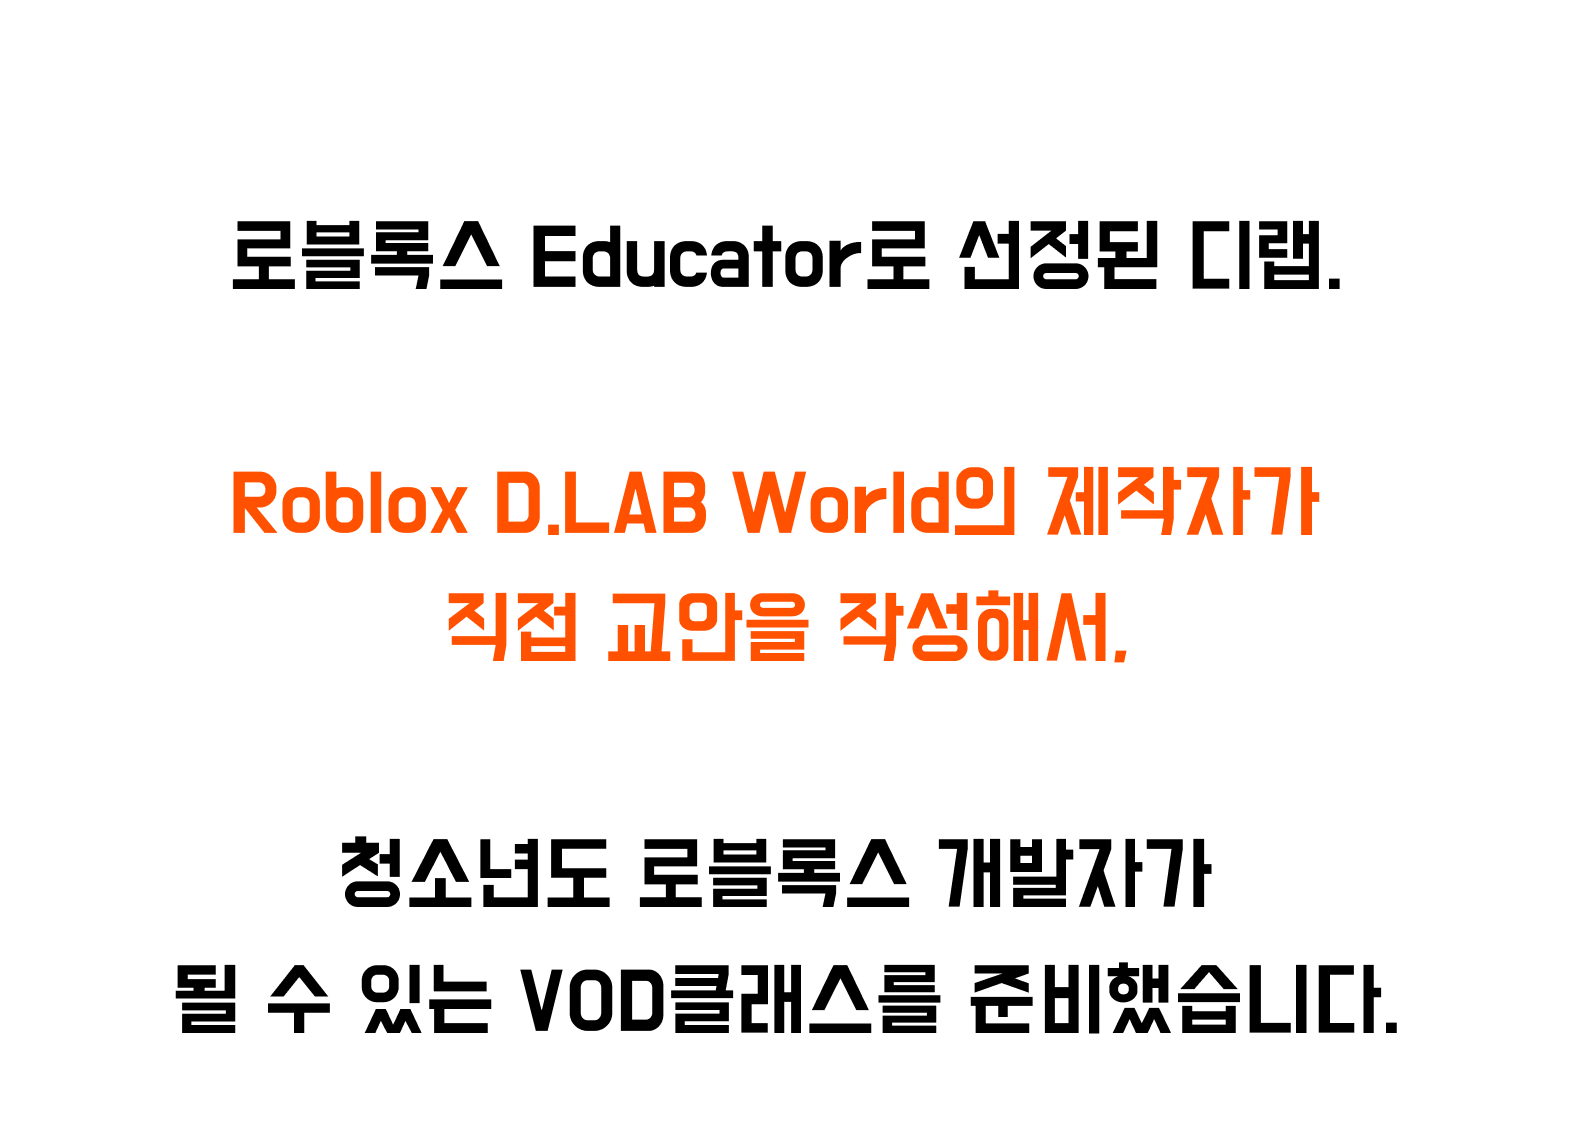 로블록스 Educator로 선정된 디랩.
Roblox D.LAB World의 제작자가
직접 교안을 작성해서,
청소년도 로블록스 개발자가
될 수 있는 VOD클래스를 준비했습니다.